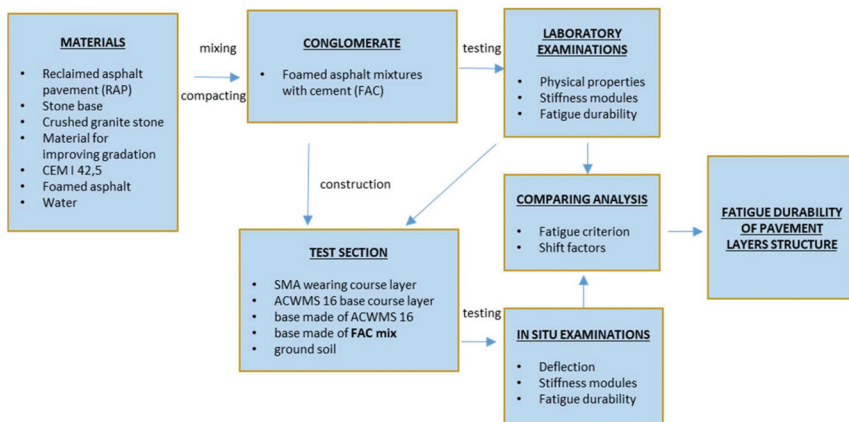 MATERIALS
• Reclaimed asphalt
pavement (RAP)
• Stone base
• Crushed granite stone
• Material for
improving gradation
• CEM I 42,5
• Foamed asphalt
• Water
mixing
compacting
CONGLOMERATE
• Foamed asphalt mixtures
with cement (FAC)
testing
LABORATORY
EXAMINATIONS
• Physical properties
• Stiffness modules
• Fatigue durability
construction
TEST SECTION
• SMA wearing course layer
• ACWMS 16 base course layer
• base made of ACWMS 16
• base made of FAC mix
• ground soil
testing
COMPARING ANALYSIS
• Fatigue criterion
• Shift factors
IN SITU EXAMINATIONS
• Deflection
• Stiffness modules
• Fatigue durability
FATIGUE DURABILITY
OF PAVEMENT
LAYERS STRUCTURE